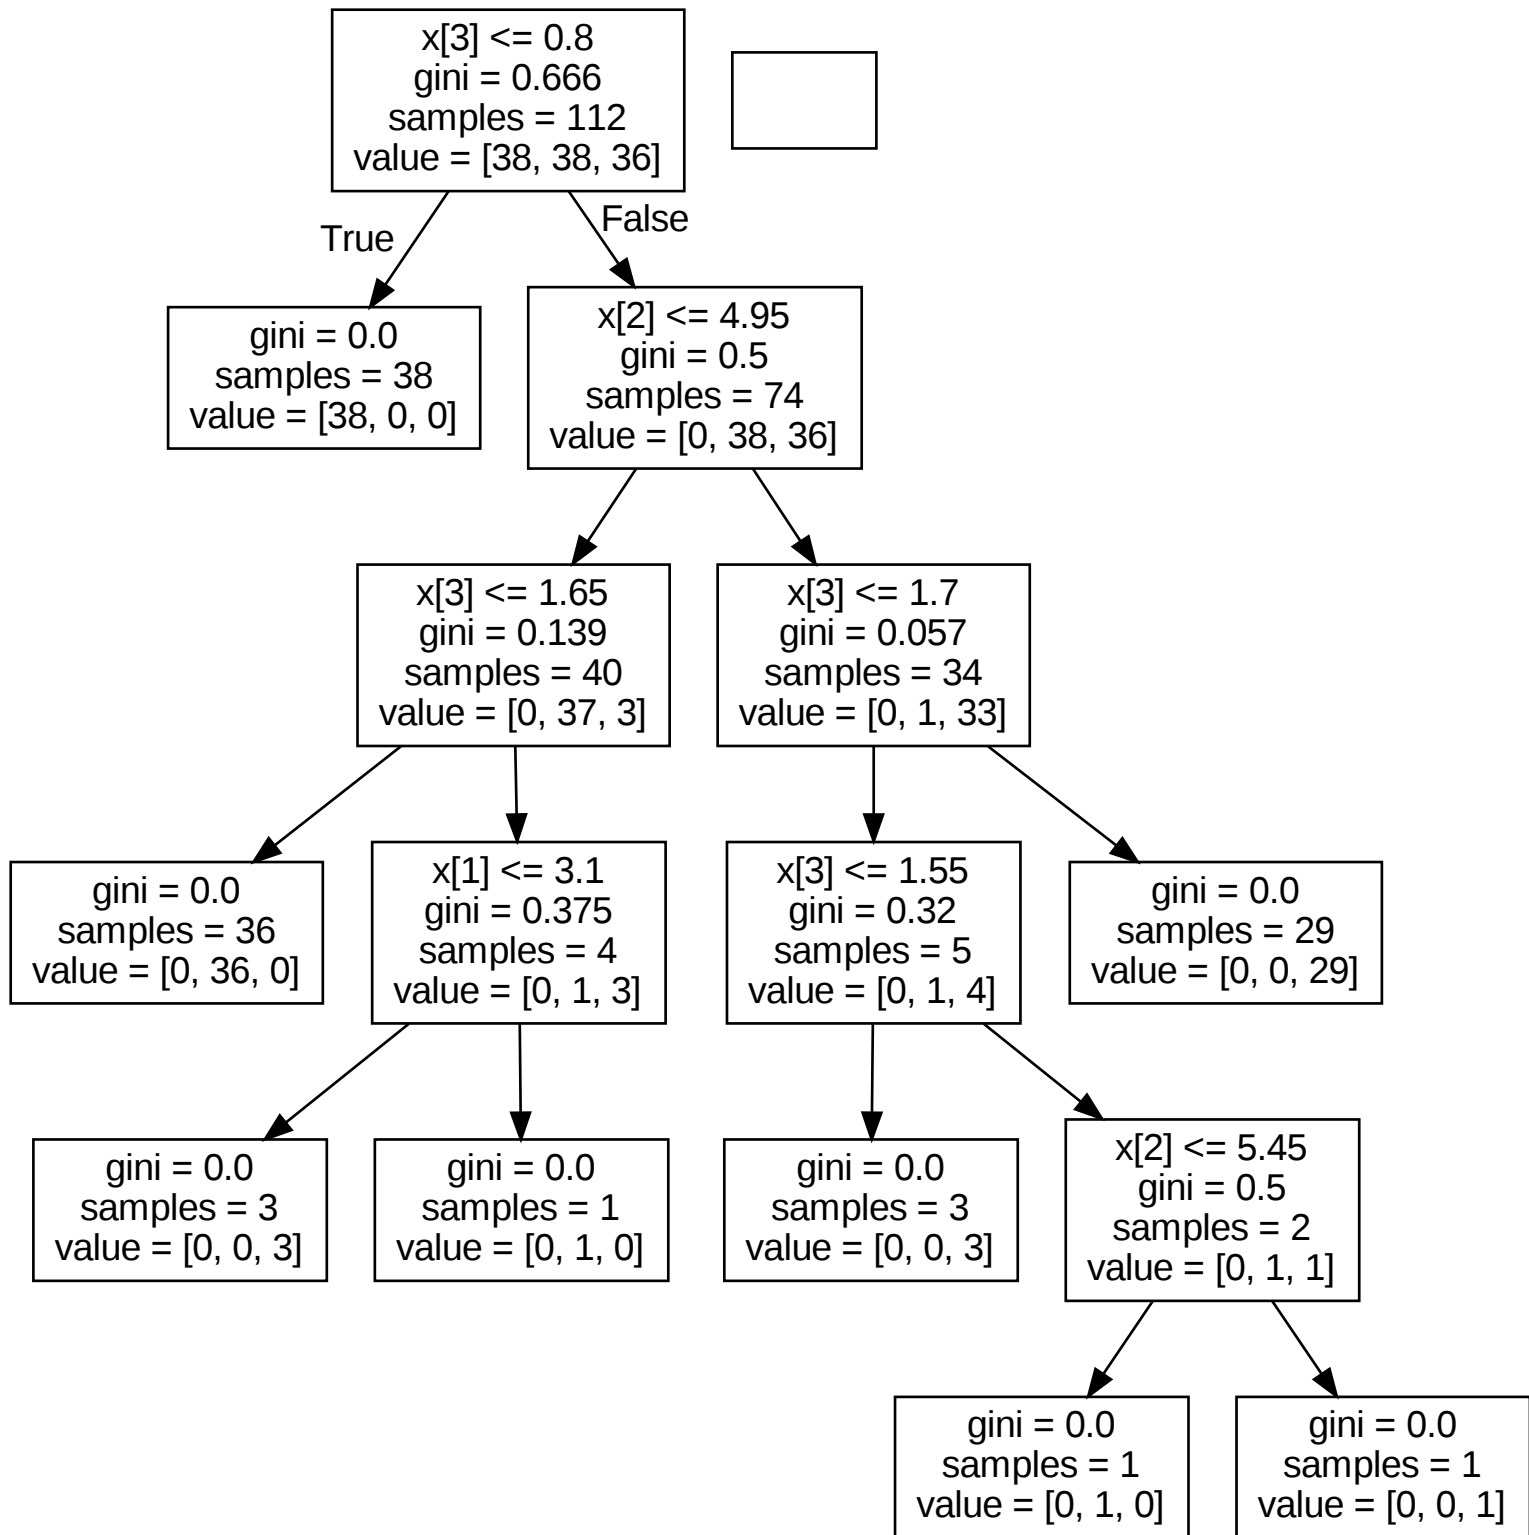 x[3] <= 0.8
gini = 0.666
samples = 112
value = [38, 38, 36]
True
False
gini = 0.0
samples = 38
value = [38, 0, 0]
x[2] <= 4.95
gini = 0.5
samples = 74
value = [0, 38, 36]
x[3] <= 1.65
gini = 0.139
samples = 40
value = [0, 37, 3]
x[3] <= 1.7
gini = 0.057
samples = 34
value = [0, 1, 33]
gini = 0.0
samples = 36
value = [0, 36, 0]
x[1] <= 3.1
gini = 0.375
samples = 4
value = [0, 1, 3]
x[3] <= 1.55
gini = 0.32
samples = 5
value = [0, 1, 4]
gini = 0.0
samples = 29
value = [0, 0, 29]
gini = 0.0
samples = 3
value = [0, 0, 3]
gini = 0.0
samples = 1
value = [0, 1, 0]
gini = 0.0
samples = 3
value = [0, 0, 3]
x[2] <= 5.45
gini = 0.5
samples = 2
value = [0, 1, 1]
gini = 0.0
samples = 1
value = [0, 1, 0]
gini = 0.0
samples = 1
value = [0, 0, 1]